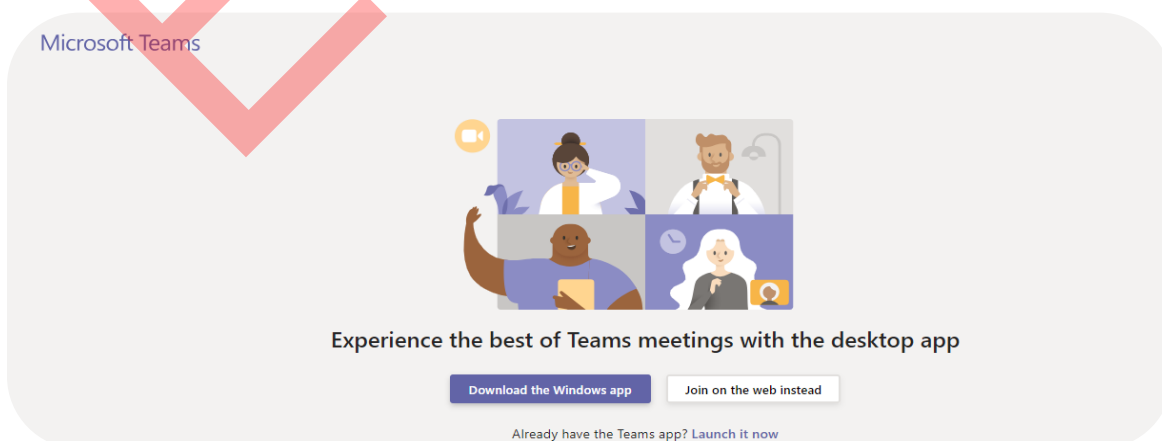 Microsoft Teams
Experience the best of Teams meetings with the desktop app
Download the Windows app
Join on the web instead
Already have the Teams app? Launch it now